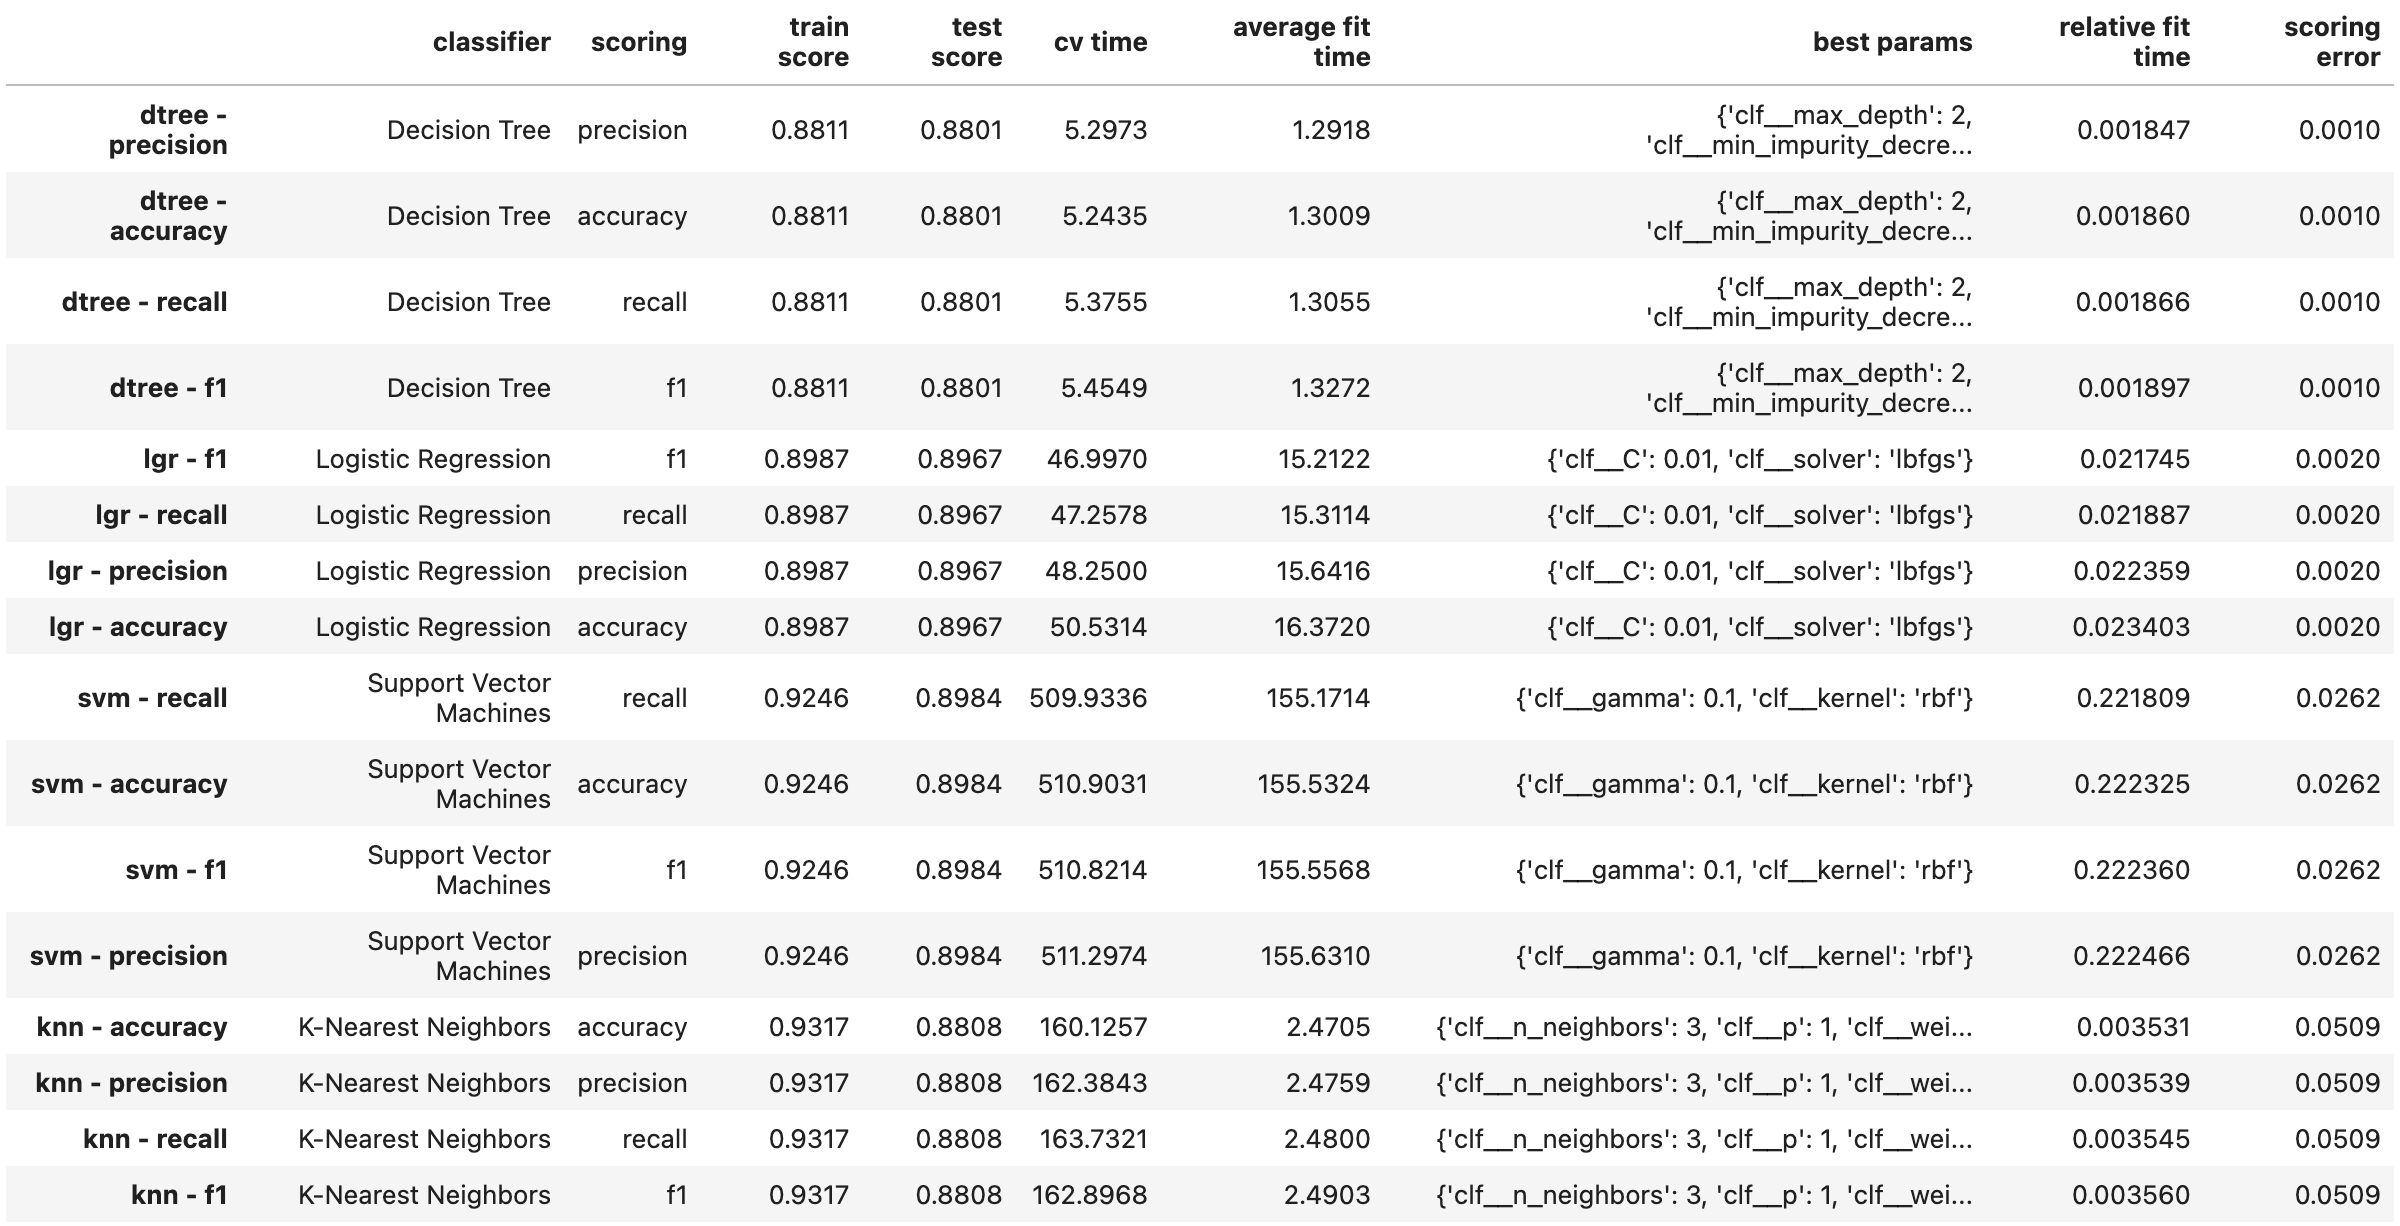 classifier scoring train score test score cv time average fit time best params relative fit time scoring error
dtree - precision Decision Tree precision 0.8811 0.8801 5.2973 1.2918 {'clf__max_depth': 2, 'clf__min_impurity_decre... 0.001847 0.0010
dtree - accuracy Decision Tree accuracy 0.8811 0.8801 5.2435 1.3009 {'clf__max_depth': 2, 'clf__min_impurity_decre... 0.001860 0.0010
dtree - recall Decision Tree recall 0.8811 0.8801 5.3755 1.3055 {'clf__max_depth': 2, 'clf__min_impurity_decre... 0.001866 0.0010
dtree - f1 Decision Tree f1 0.8811 0.8801 5.4549 1.3272 {'clf__max_depth': 2, 'clf__min_impurity_decre... 0.001897 0.0010
lgr - f1 Logistic Regression f1 0.8987 0.8967 46.9970 15.2122 {'clf__C': 0.01, 'clf__solver': 'lbfgs'} 0.021745 0.0020
lgr - recall Logistic Regression recall 0.8987 0.8967 47.2578 15.3114 {'clf__C': 0.01, 'clf__solver': 'lbfgs'} 0.021887 0.0020
lgr - precision Logistic Regression precision 0.8987 0.8967 48.2500 15.6416 {'clf__C': 0.01, 'clf__solver': 'lbfgs'} 0.022359 0.0020
lgr - accuracy Logistic Regression accuracy 0.8987 0.8967 50.5314 16.3720 {'clf__C': 0.01, 'clf__solver': 'lbfgs'} 0.023403 0.0020
svm - recall Support Vector Machines recall 0.9246 0.8984 509.9336 155.1714 {'clf__gamma': 0.1, 'clf__kernel': 'rbf'} 0.221809 0.0262
svm - accuracy Support Vector Machines accuracy 0.9246 0.8984 510.9031 155.5324 {'clf__gamma': 0.1, 'clf__kernel': 'rbf'} 0.222325 0.0262
svm - f1 Support Vector Machines f1 0.9246 0.8984 510.8214 155.5568 {'clf__gamma': 0.1, 'clf__kernel': 'rbf'} 0.222360 0.0262
svm - precision Support Vector Machines precision 0.9246 0.8984 511.2974 155.6310 {'clf__gamma': 0.1, 'clf__kernel': 'rbf'} 0.222466 0.0262
knn - accuracy K-Nearest Neighbors accuracy 0.9317 0.8808 160.1257 2.4705 {'clf__n_neighbors': 3, 'clf__p': 1, 'clf__wei... 0.003531 0.0509
knn - precision K-Nearest Neighbors precision 0.9317 0.8808 162.3843 2.4759 {'clf__n_neighbors': 3, 'clf__p': 1, 'clf__wei... 0.003539 0.0509
knn - recall K-Nearest Neighbors recall 0.9317 0.8808 163.7321 2.4800 {'clf__n_neighbors': 3, 'clf__p': 1, 'clf__wei... 0.003545 0.0509
knn - f1 K-Nearest Neighbors f1 0.9317 0.8808 162.8968 2.4903 {'clf__n_neighbors': 3, 'clf__p': 1, 'clf__wei... 0.003560 0.0509